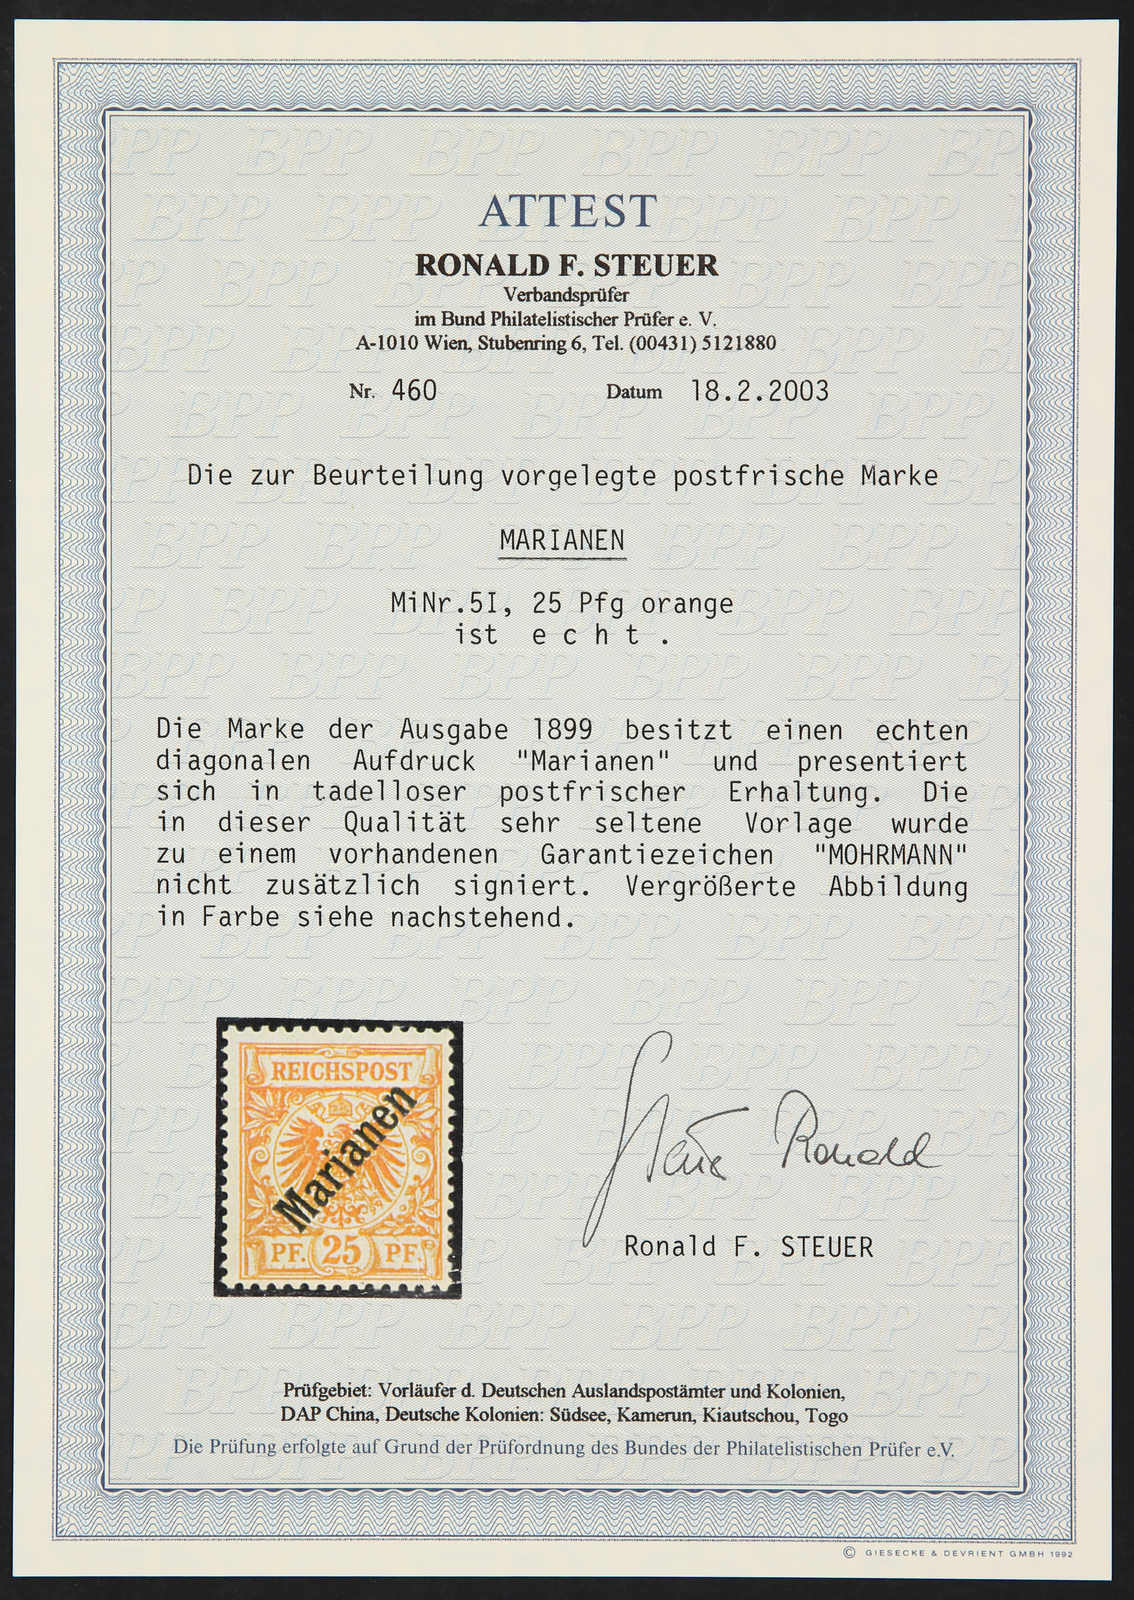 ATTEST
RONALD F. STEUER
Verbandsprüfer
im Bund Philatelistischer Prüfer e. V.
A-1010 Wien, Stubenring 6, Tel. (00431) 5121880
Nr. 460 Datum 18.2.2003
Die zur Beurteilung vorgelegte postfrische Marke
MARIANEN
MiNr.5I, 25 Pfg orange
ist e c h t .
Die Marke der Ausgabe 1899 besitzt einen echten
diagonalen Aufdruck "Marianen" und presentiert
sich in tadelloser postfrischer Erhaltung. Die
in dieser Qualität sehr seltene Vorlage wurde
zu einem vorhandenen Garantiezeichen "MOHRMANN"
nicht zusätzlich signiert. Vergrößerte Abbildung
in Farbe siehe nachstehend.
REICHSPOST
Marianen
PF. 25 PF.
Steuer Ronald
Ronald F. STEUER
Prüfgebiet: Vorläufer d. Deutschen Auslandspostämter und Kolonien,
DAP China, Deutsche Kolonien: Südsee, Kamerun, Kiautschou, Togo
Die Prüfung erfolgte auf Grund der Prüfordnung des Bundes der Philatelistischen Prüfer e.V.
© GIESECKE & DEVRIENT GMBH 1992